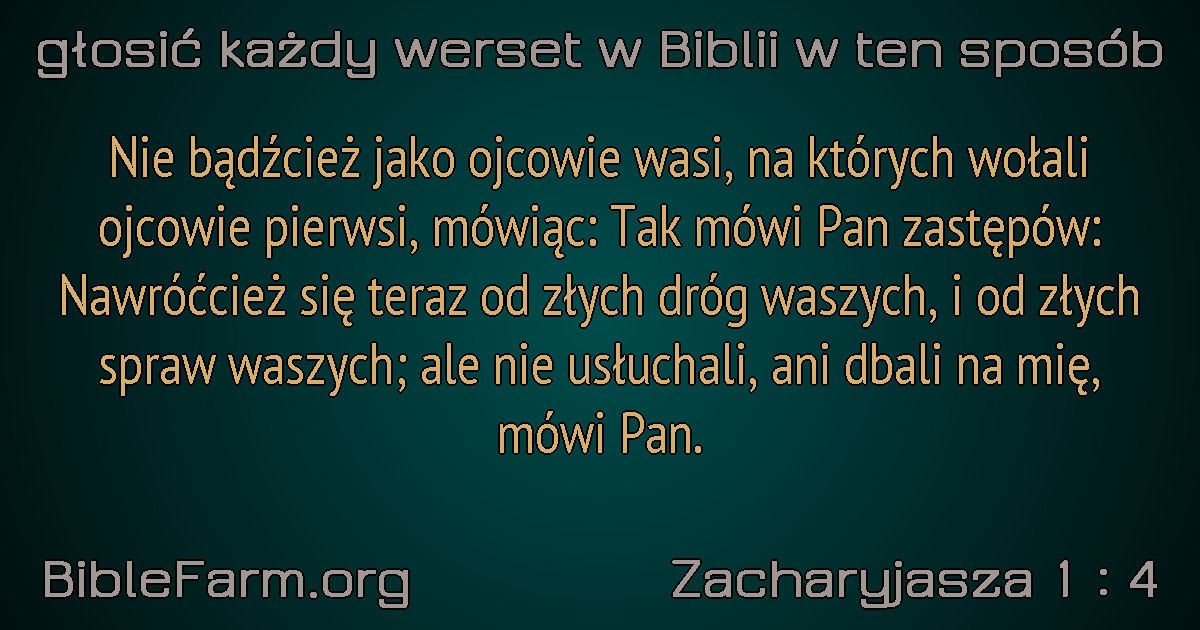 głosić każdy werset w Biblii w ten sposób
Nie bądźcież jako ojcowie wasi, na których wołali
ojcowie pierwsi, mówiąc: Tak mówi Pan zastępów:
Nawróćcież się teraz od złych dróg waszych, i od złych
spraw waszych; ale nie usłuchali, ani dbali na mię,
mówi Pan.
BibleFarm.org
Zacharyjasza 1 : 4